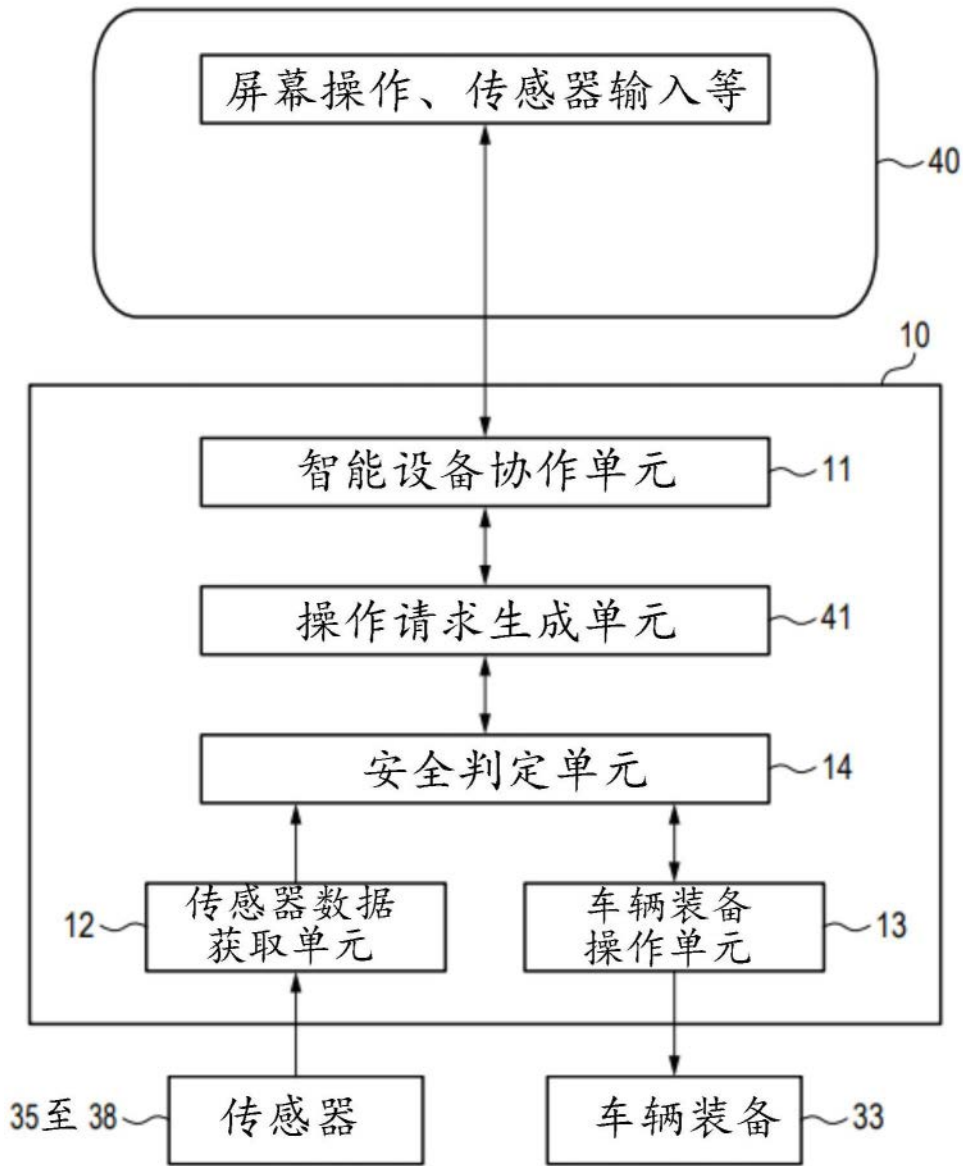 屏幕操作、传感器输入等
40
10
智能设备协作单元
11
操作请求生成单元
41
安全判定单元
14
12
传感器数据
获取单元
车辆装备
操作单元
13
35至 38
传感器
车辆装备
33